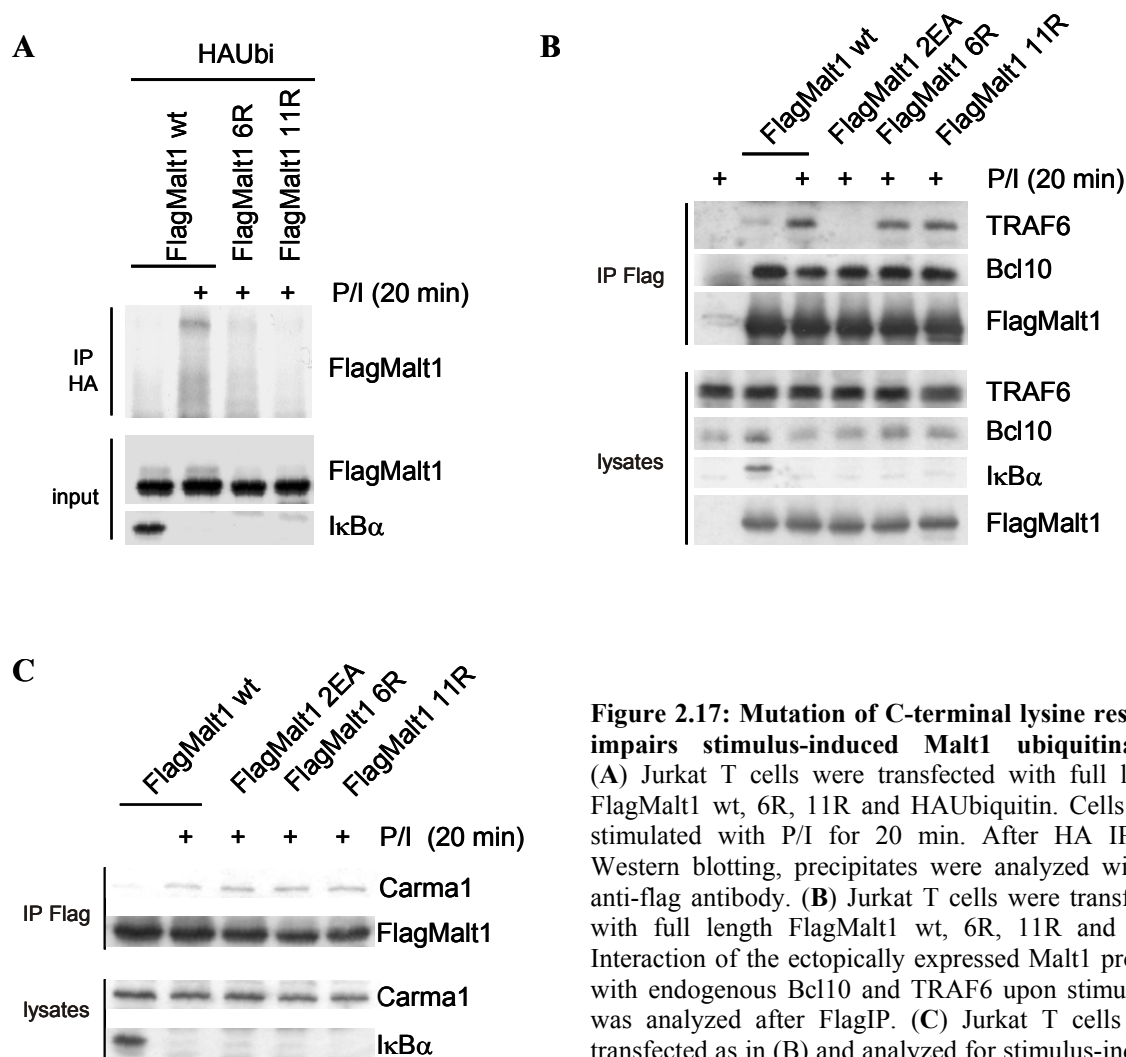 A
HAUbi
FlagMalt1 wt
FlagMalt1 6R
FlagMalt1 11R
+ + + P/I (20 min)
IP HA
FlagMalt1
input
FlagMalt1
IκBα
B
FlagMalt1 wt
FlagMalt1 2EA
FlagMalt1 6R
FlagMalt1 11R
+ + + + + P/I (20 min)
IP Flag
TRAF6
Bcl10
FlagMalt1
lysates
TRAF6
Bcl10
IκBα
FlagMalt1
C
FlagMalt1 wt
FlagMalt1 2EA
FlagMalt1 6R
FlagMalt1 11R
+ + + + P/I (20 min)
IP Flag
Carma1
FlagMalt1
lysates
Carma1
IκBα
Figure 2.17: Mutation of C-terminal lysine res
impairs stimulus-induced Malt1 ubiquitina
(A) Jurkat T cells were transfected with full l
FlagMalt1 wt, 6R, 11R and HAUbiquitin. Cells
stimulated with P/I for 20 min. After HA IP
Western blotting, precipitates were analyzed wi
anti-flag antibody. (B) Jurkat T cells were transf
with full length FlagMalt1 wt, 6R, 11R and
Interaction of the ectopically expressed Malt1 pro
with endogenous Bcl10 and TRAF6 upon stimu
was analyzed after FlagIP. (C) Jurkat T cells
transfected as in (B) and analyzed for stimulus-ind